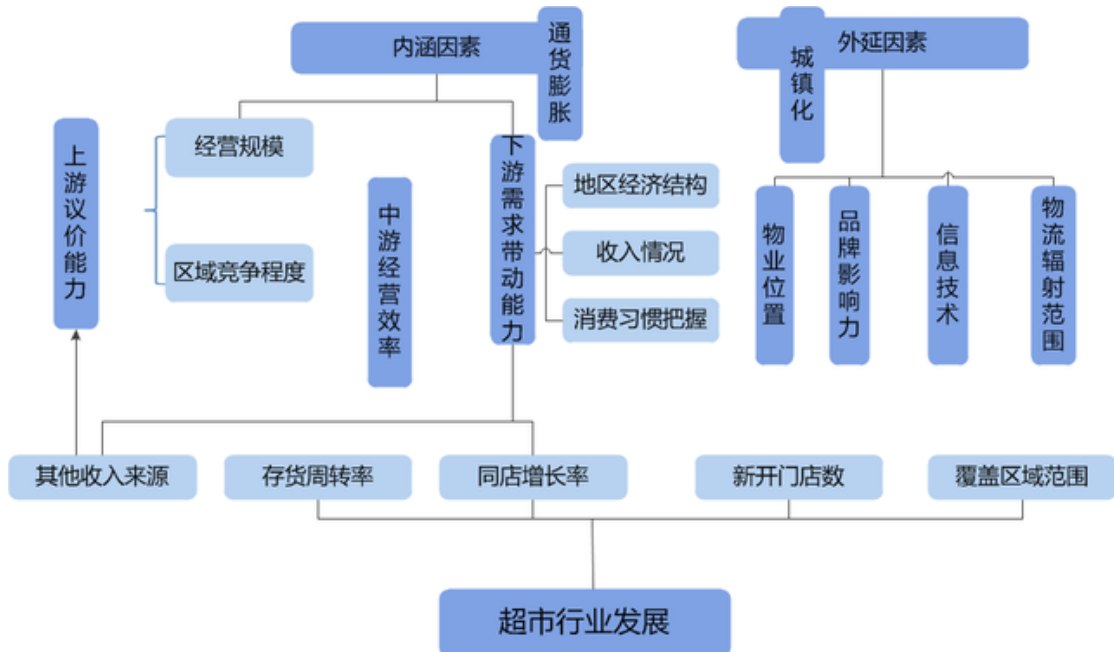 内涵因素
通货膨胀
城镇化
外延因素
上游议价能力
经营规模
区域竞争程度
中游经营效率
下游需求带动能力
地区经济结构
收入情况
消费习惯把握
物业位置
品牌影响力
信息技术
物流辐射范围
其他收入来源
存货周转率
同店增长率
新开门店数
覆盖区域范围
超市行业发展